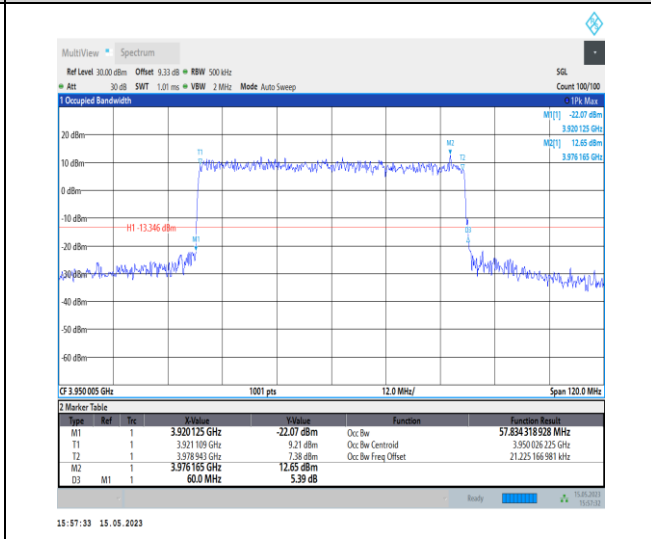 MultiView Spectrum
Ref Level 30.00 dBm Offset 9.33 dB RBW 500 kHz SGL
Att 30 dB SWT 1.01 ms VBW 2 MHz Mode Auto Sweep Count 100/100
1 Occupied Bandwidth 1Pk Max
M1[1] -22.07 dBm
3.920 125 GHz
M2[1] 12.65 dBm
3.976 165 GHz
20 dBm
M2
T1
T2
10 dBm
0 dBm
-10 dBm
H1 -13.346 dBm
M1
-20 dBm
-30 dBm
-40 dBm
-50 dBm
-60 dBm
CF 3.950 005 GHz 1001 pts 12.0 MHz/ Span 120.0 MHz
2 Marker Table
Type Ref Trc X-Value Y-Value Function Function Result
M1 1 3.920 125 GHz -22.07 dBm Occ Bw 57.834 318 928 MHz
T1 1 3.921 109 GHz 9.21 dBm Occ Bw Centroid 3.950 026 225 GHz
T2 1 3.978 943 GHz 7.38 dBm Occ Bw Freq Offset 21.225 166 981 kHz
M2 1 3.976 165 GHz 12.65 dBm
D3 M1 1 60.0 MHz 5.39 dB
Ready 15.05.2023
15:57:32
15:57:33 15.05.2023